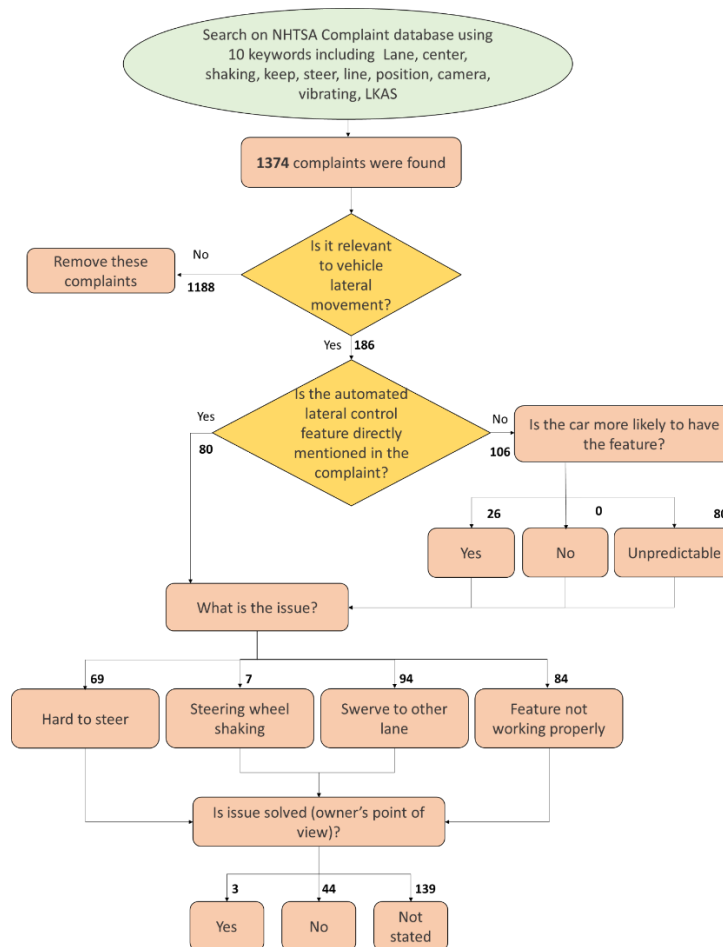 Search on NHTSA Complaint database using
10 keywords including Lane, center,
shaking, keep, steer, line, position, camera,
vibrating, LKAS
1374 complaints were found
Is it relevant
to vehicle
lateral
movement?
No
1188
Remove these
complaints
Yes
186
Is the automated
lateral control
feature directly
mentioned in the
complaint?
Yes
80
No
106
Is the car more likely to have
the feature?
26
0
80
Yes
No
Unpredictable
What is the issue?
69
7
94
84
Hard to steer
Steering wheel
shaking
Swerve to other
lane
Feature not
working properly
Is issue solved (owner's point
of view)?
3
44
139
Yes
No
Not
stated